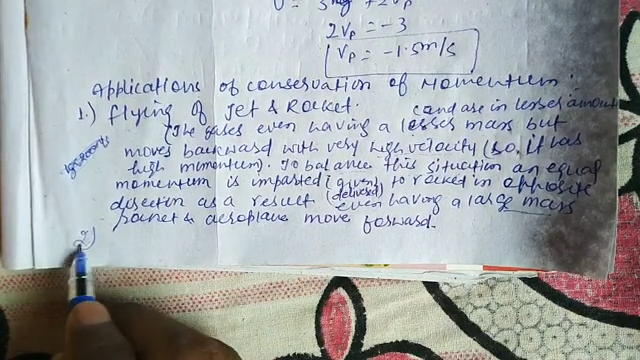 2Vp = -3
Vp = -1.5m/s
Applications of conservation of Momentum:
1.) Flying of Jet & Rocket.
(and are in lesser amount
(The gases even having a lesser mass but
moves backward with very high velocity (so, it has
high momentum). To balance this situation an equal
momentum is imparted (given) to rocket in opposite
(delivered)
direction as a result even having a large mass
rocket & aeroplane move forward.
2)